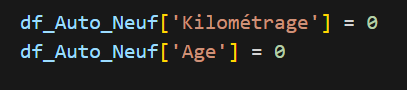 df_Auto_Neuf['Kilométrage'] = 0
df_Auto_Neuf['Age'] = 0